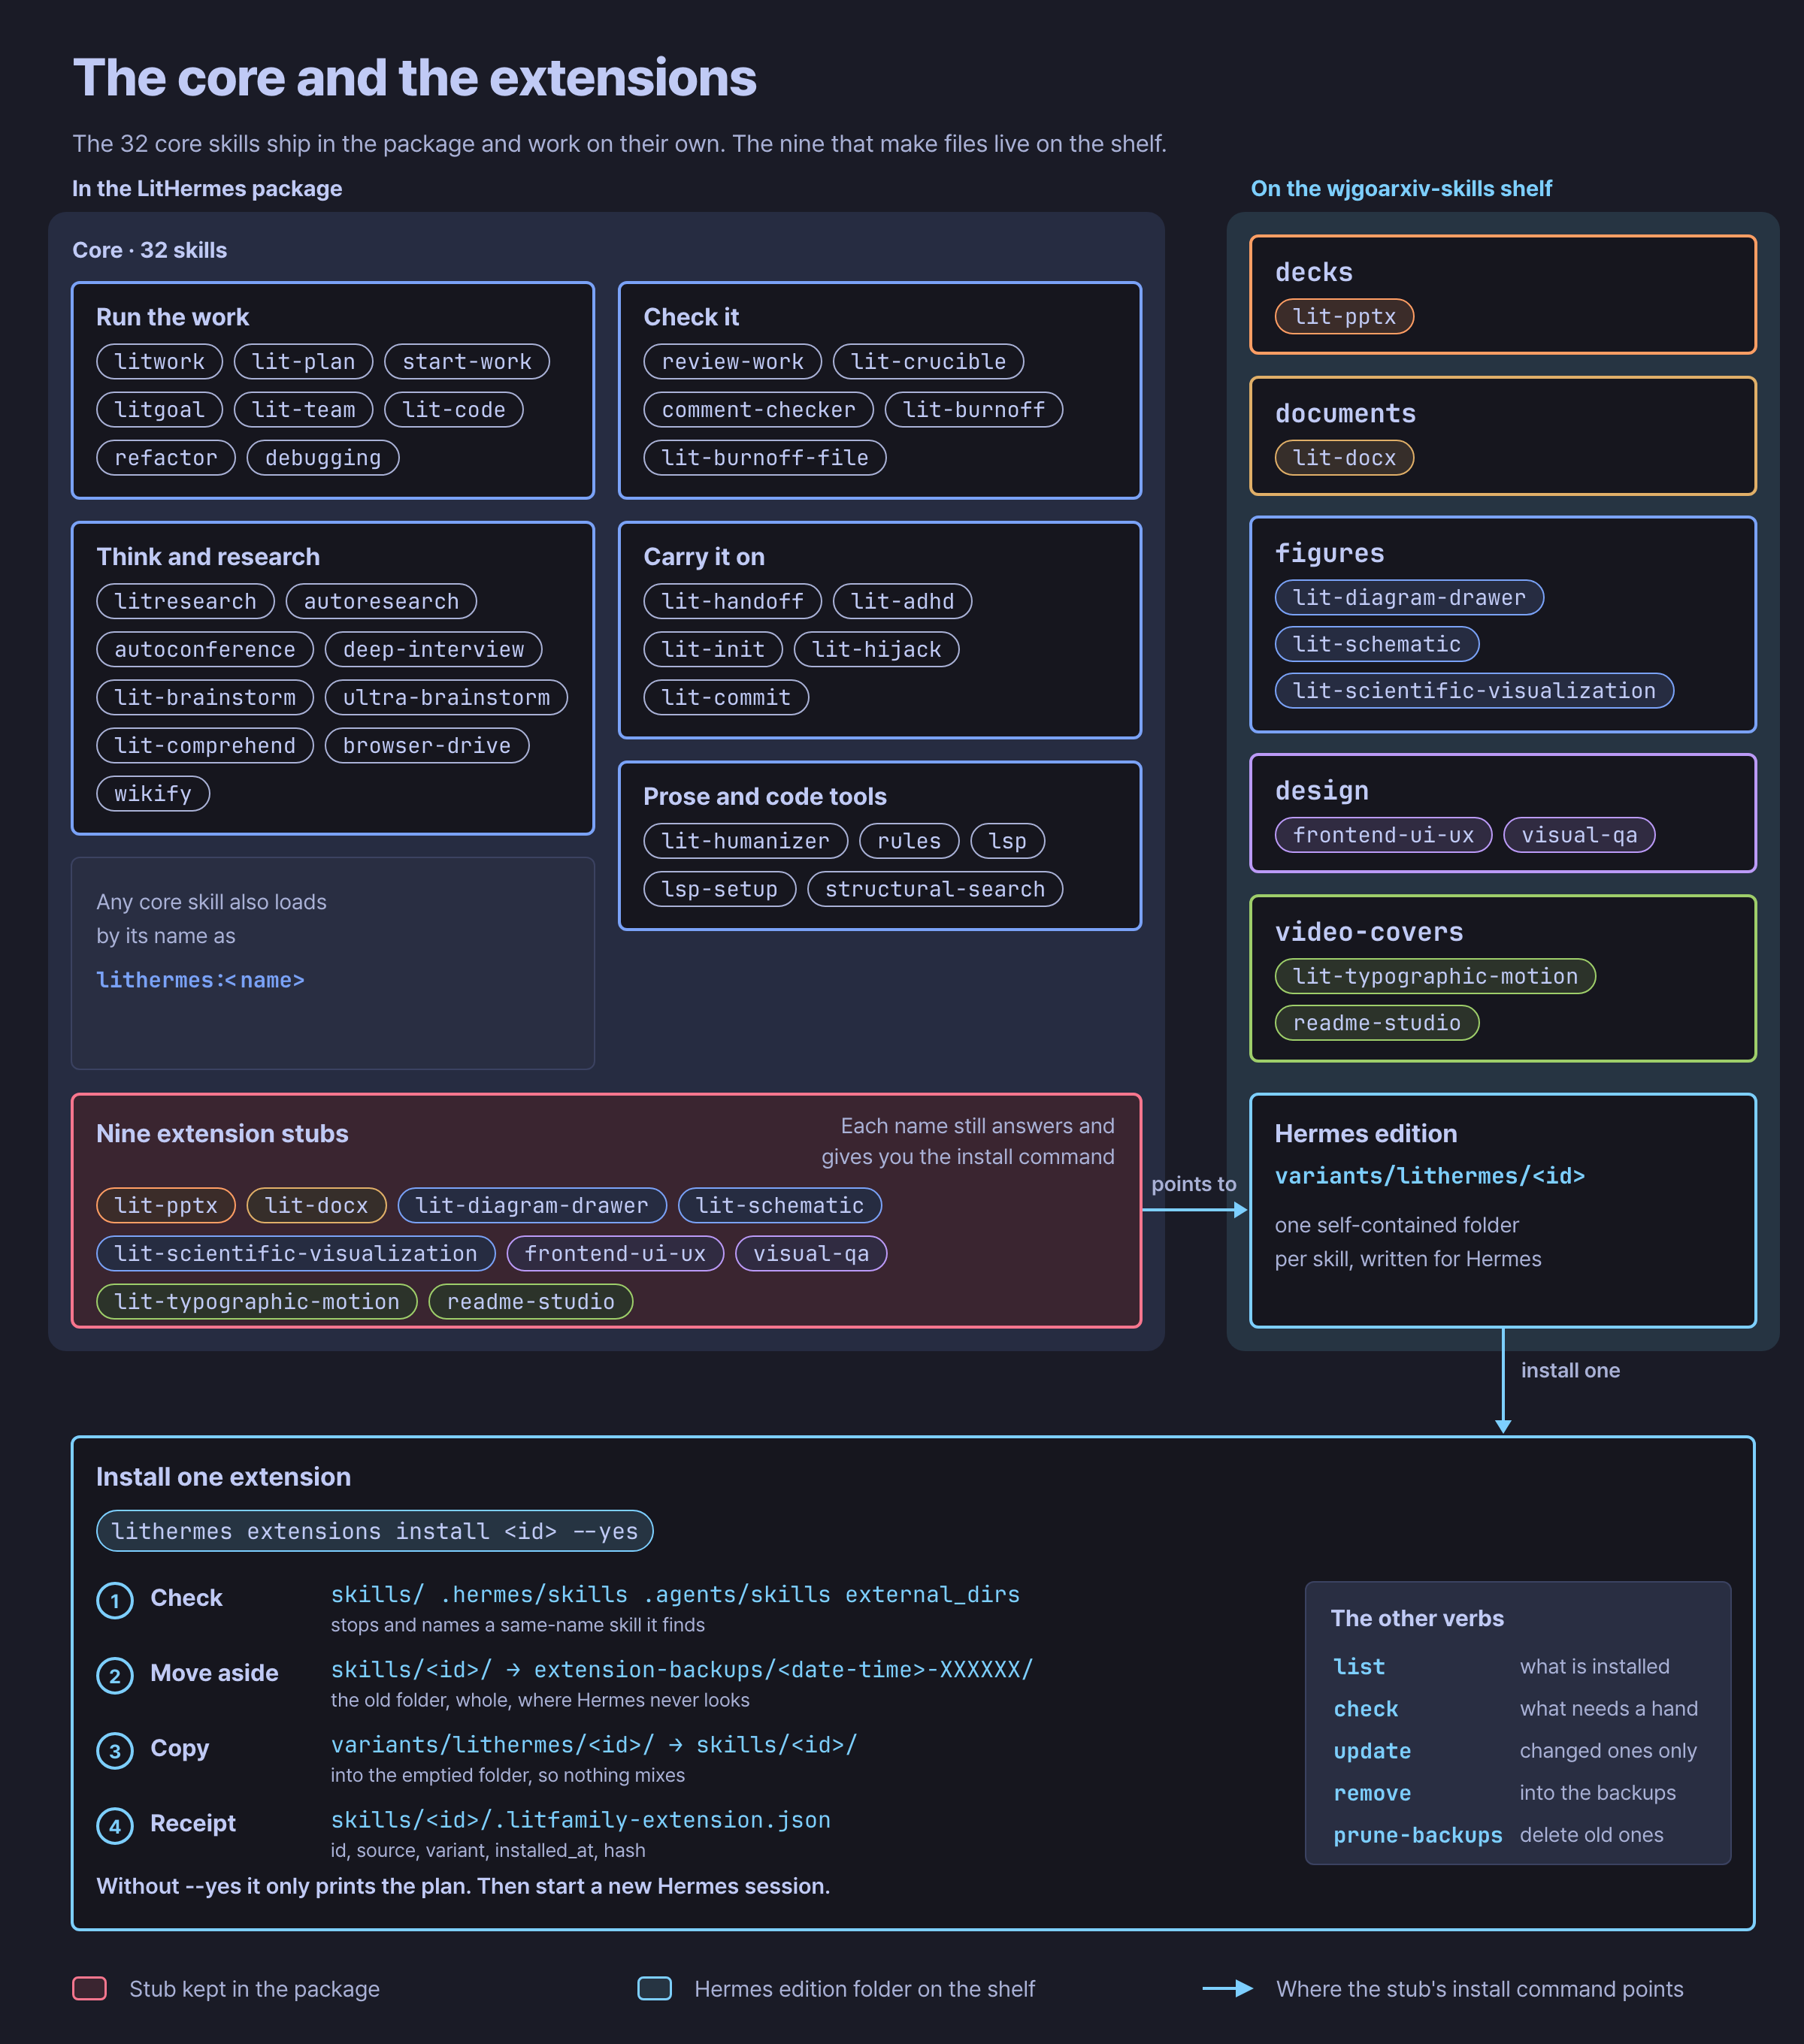 The core and the extensions
The 32 core skills ship in the package and work on their own. The nine that make files live on the shelf.
In the LitHermes package
Core · 32 skills
Run the work
litwork lit-plan start-work
litgoal lit-team lit-code
refactor debugging
Check it
review-work lit-crucible
comment-checker lit-burnoff
lit-burnoff-file
Think and research
litresearch autoresearch
autoconference deep-interview
lit-brainstorm ultra-brainstorm
lit-comprehend browser-drive
wikify
Carry it on
lit-handoff lit-adhd
lit-init lit-hijack
lit-commit
Prose and code tools
lit-humanizer rules lsp
lsp-setup structural-search
Any core skill also loads
by its name as
lithermes:<name>
Nine extension stubs
Each name still answers and
gives you the install command
lit-pptx lit-docx lit-diagram-drawer lit-schematic
lit-scientific-visualization frontend-ui-ux visual-qa
lit-typographic-motion readme-studio
points to
On the wjgoarxiv-skills shelf
decks
lit-pptx
documents
lit-docx
figures
lit-diagram-drawer
lit-schematic
lit-scientific-visualization
design
frontend-ui-ux visual-qa
video-covers
lit-typographic-motion
readme-studio
Hermes edition
variants/lithermes/<id>
one self-contained folder
per skill, written for Hermes
install one
Install one extension
lithermes extensions install <id> --yes
1 Check skills/ .hermes/skills .agents/skills external_dirs
stops and names a same-name skill it finds
2 Move aside skills/<id>/ → extension-backups/<date-time>-XXXXXX/
the old folder, whole, where Hermes never looks
3 Copy variants/lithermes/<id>/ → skills/<id>/
into the emptied folder, so nothing mixes
4 Receipt skills/<id>/.litfamily-extension.json
id, source, variant, installed_at, hash
Without --yes it only prints the plan. Then start a new Hermes session.
The other verbs
list what is installed
check what needs a hand
update changed ones only
remove into the backups
prune-backups delete old ones
Stub kept in the package
Hermes edition folder on the shelf
Where the stub's install command points